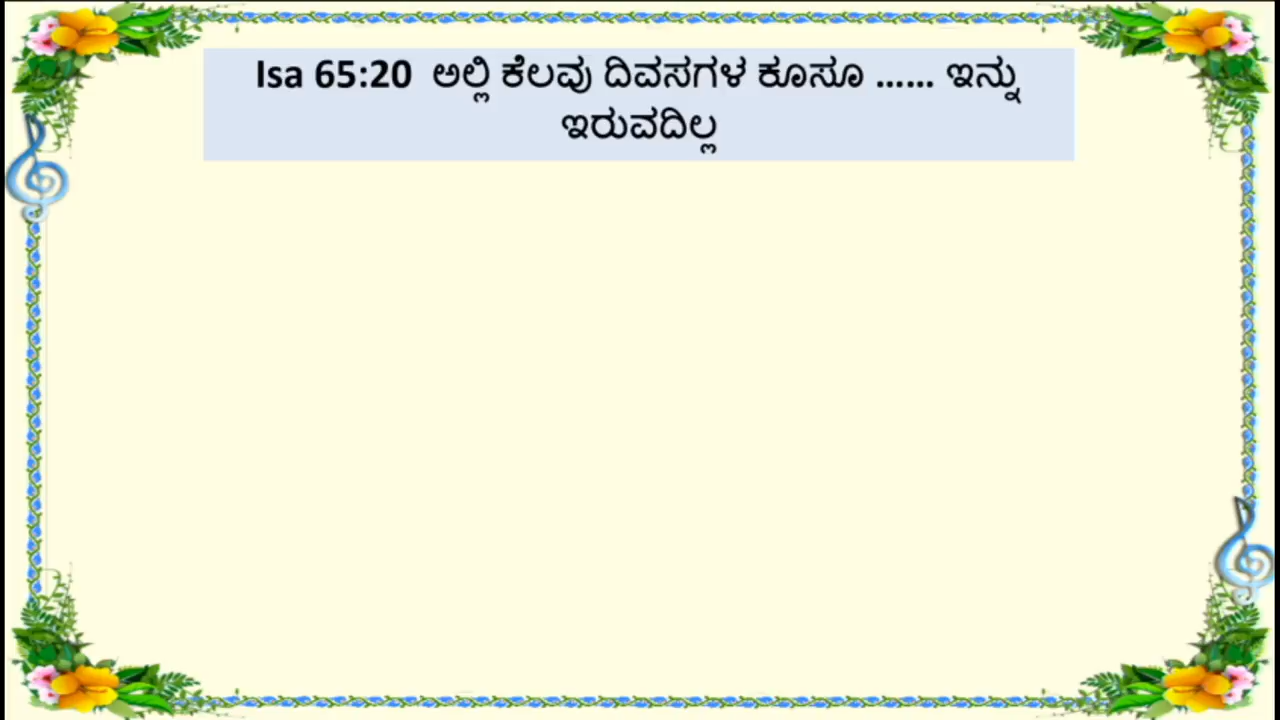 Isa 65:20 ಅಲ್ಲಿ ಕೆಲವು ದಿವಸಗಳ ಕೂಸೂ ...... ಇನ್ನು
ಇರುವದಿಲ್ಲ